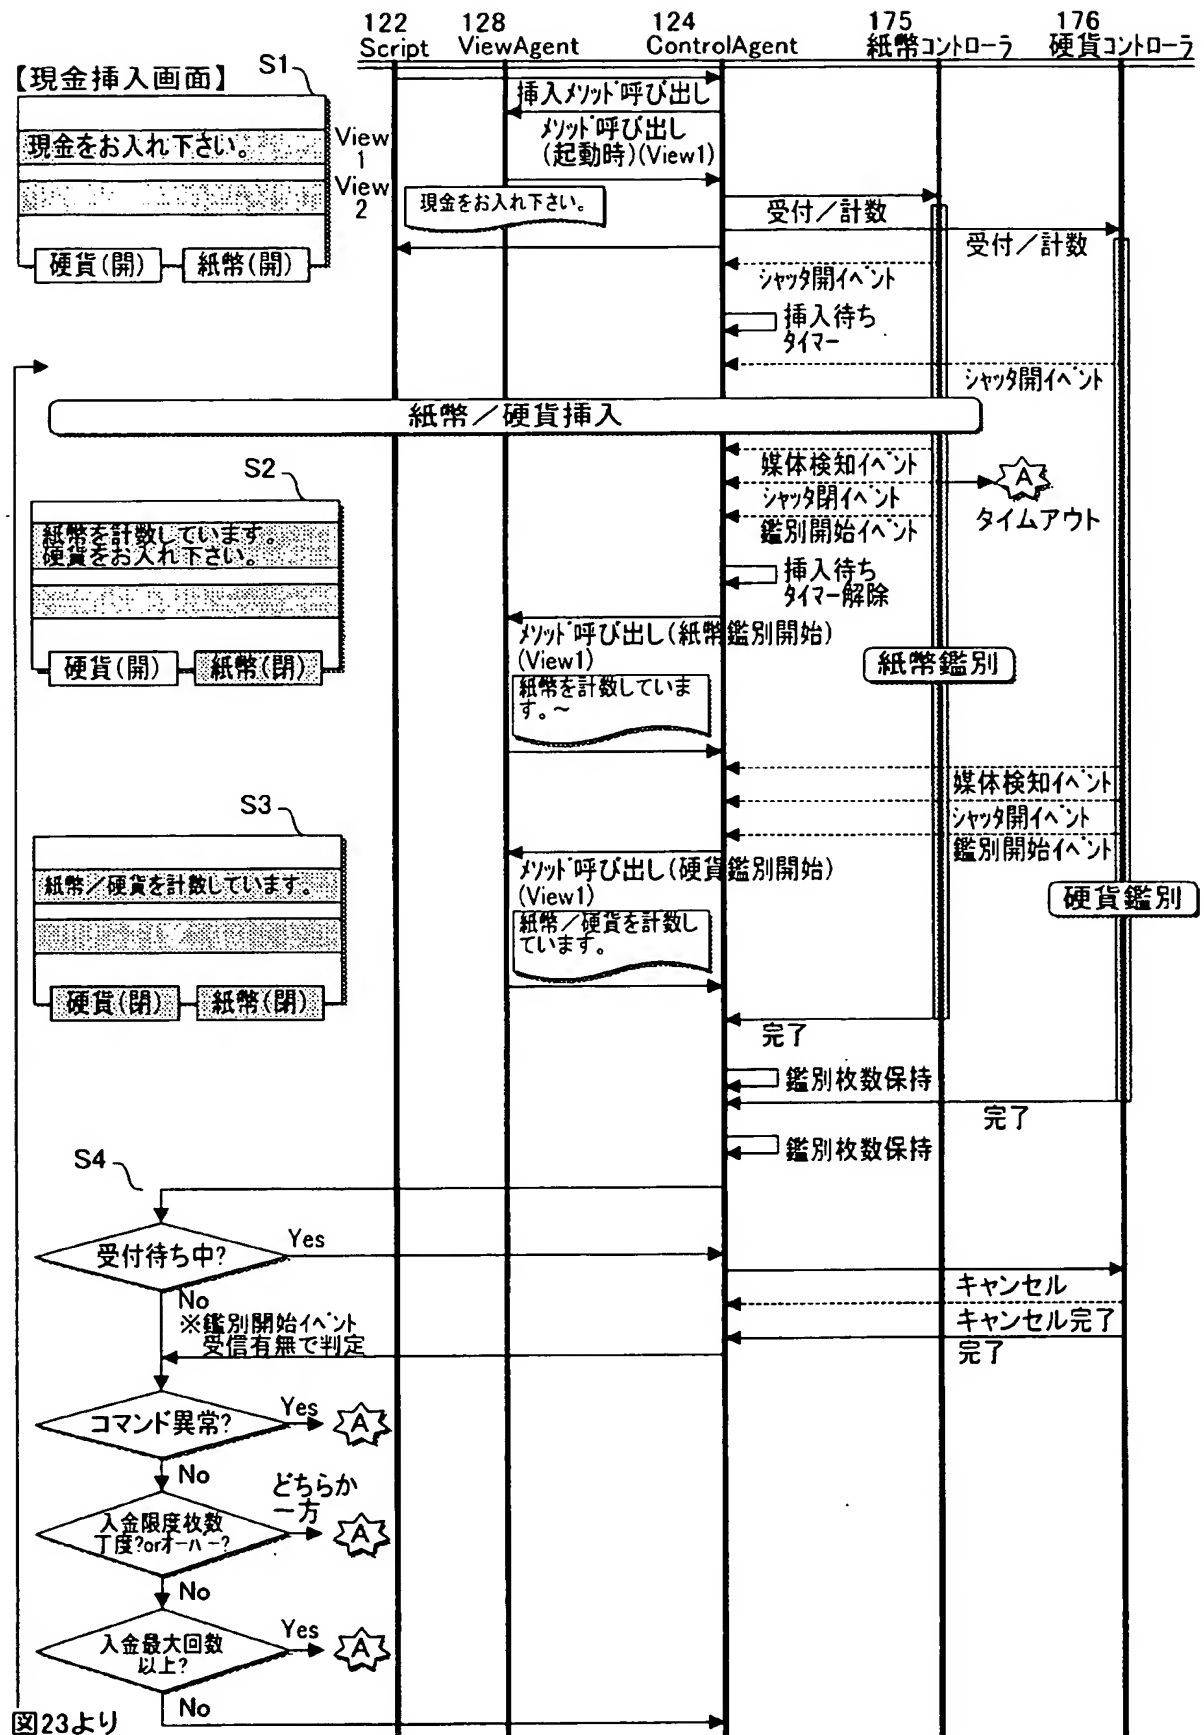 122
Script
128
ViewAgent
124
ControlAgent
175
紙幣コントローラ
176
硬貨コントローラ
【現金挿入画面】
S1
現金をお入れ下さい。
View
1
View
2
硬貨(開)
紙幣(開)
挿入メソッド呼び出し
メソッド呼び出し
(起動時)(View1)
現金をお入れ下さい。
受付/計数
受付/計数
シャッタ開イベント
挿入待ち
タイマー
シャッタ開イベント
紙幣/硬貨挿入
媒体検知イベント
シャッタ閉イベント
鑑別開始イベント
A
タイムアウト
S2
紙幣を計数しています。
硬貨をお入れ下さい。
硬貨(開)
紙幣(閉)
挿入待ち
タイマー解除
メソッド呼び出し(紙幣鑑別開始)
(View1)
紙幣を計数していま
す。~
紙幣鑑別
媒体検知イベント
シャッタ開イベント
鑑別開始イベント
S3
紙幣/硬貨を計数しています。
硬貨(閉)
紙幣(閉)
メソッド呼び出し(硬貨鑑別開始)
(View1)
紙幣/硬貨を計数し
ています。
硬貨鑑別
完了
鑑別枚数保持
完了
鑑別枚数保持
S4
受付待ち中?
Yes
キャンセル
No
※鑑別開始イベント
受信有無で判定
キャンセル完了
完了
コマンド異常?
Yes
A
No
どちらか
一方
入金限度枚数
丁度?orオーバー?
A
No
入金最大回数
以上?
Yes
A
No
図23より